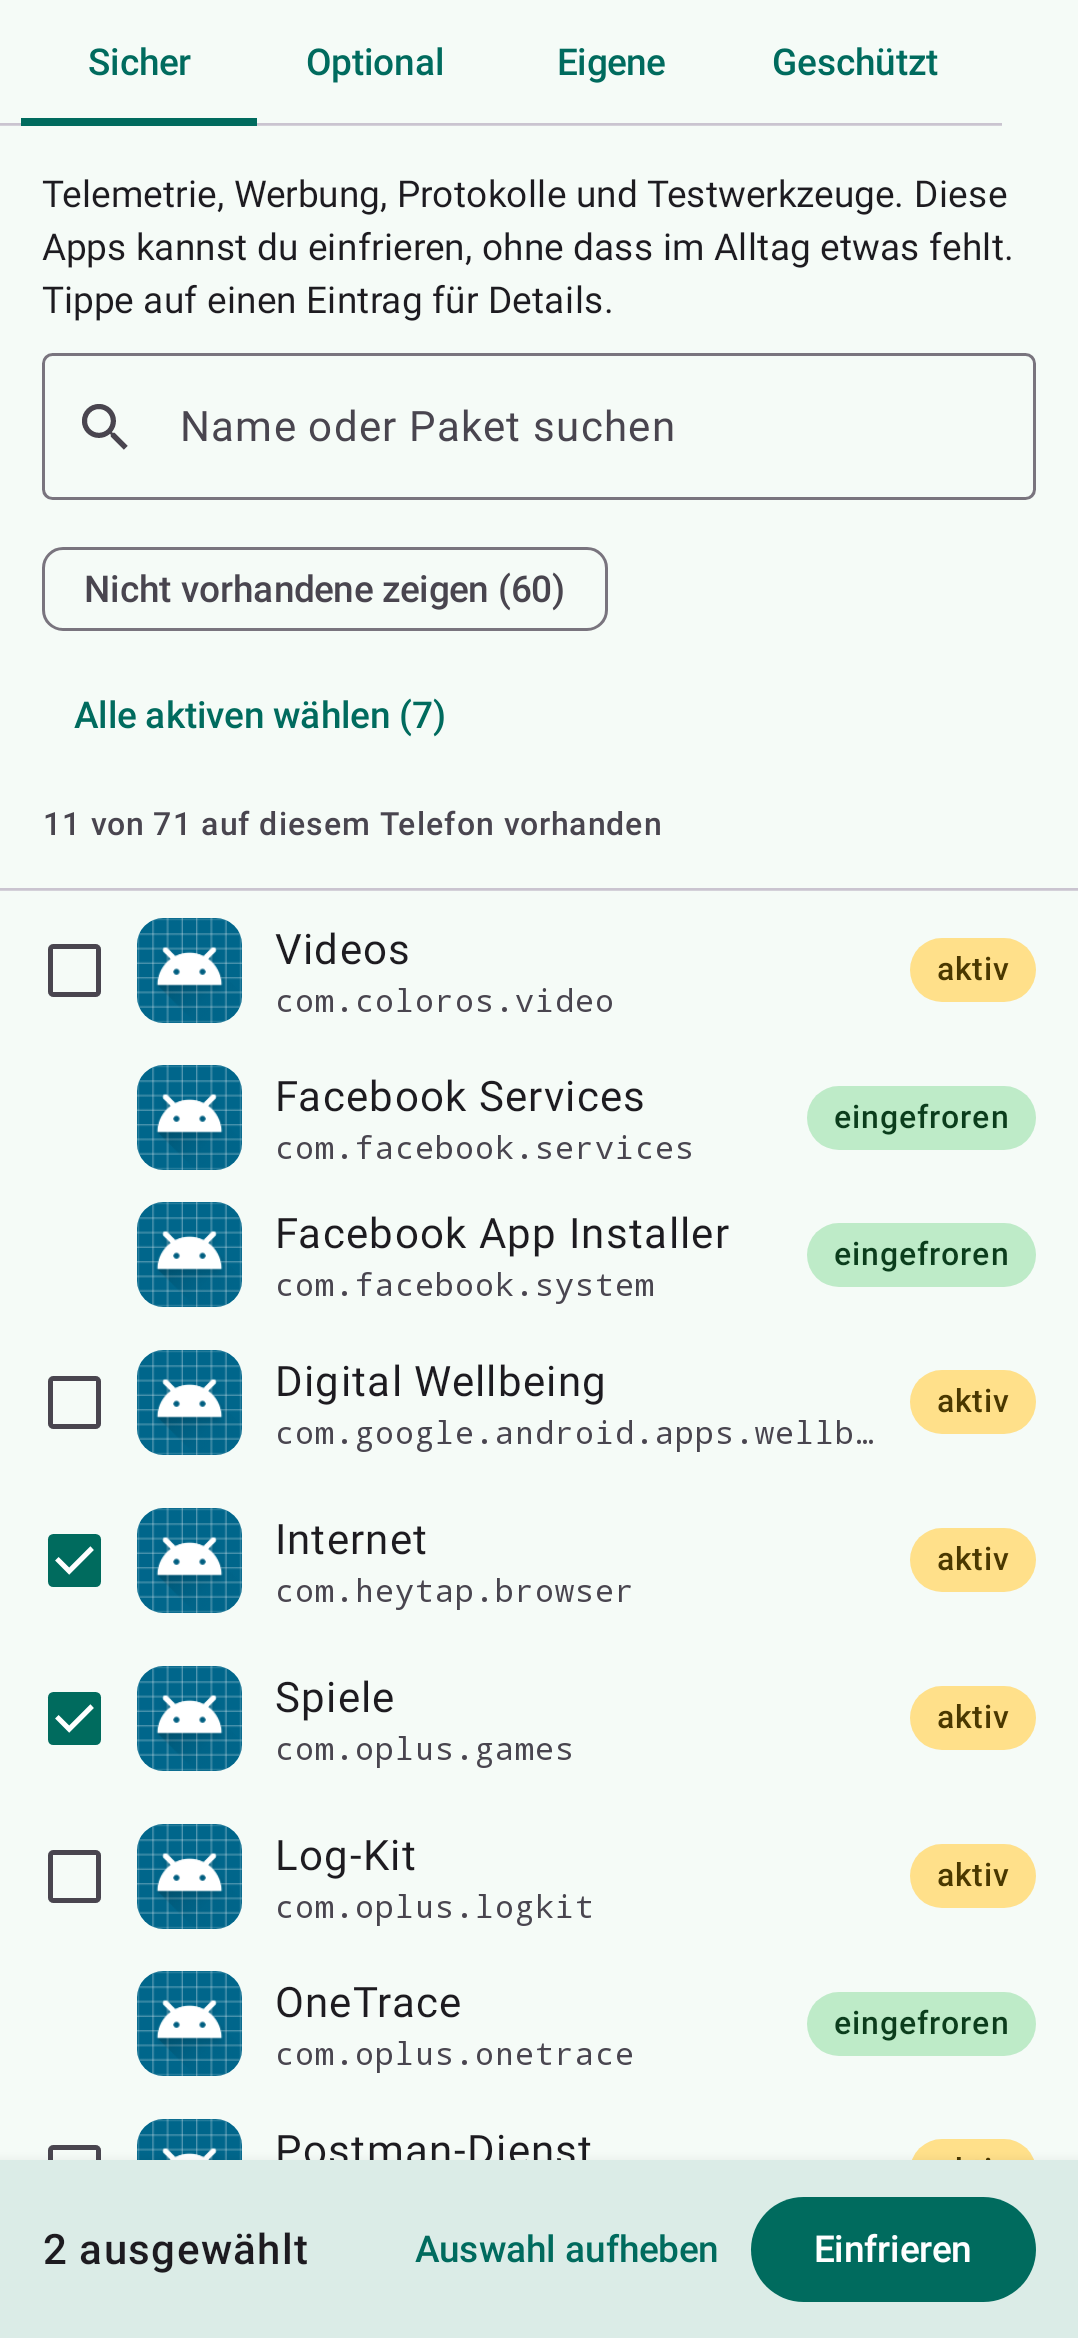 Sicher
Optional
Eigene
Geschützt
Telemetrie, Werbung, Protokolle und Testwerkzeuge. Diese
Apps kannst du einfrieren, ohne dass im Alltag etwas fehlt.
Tippe auf einen Eintrag für Details.
Name oder Paket suchen
Nicht vorhandene zeigen (60)
Alle aktiven wählen (7)
11 von 71 auf diesem Telefon vorhanden
Videos
com.coloros.video
aktiv
Facebook Services
com.facebook.services
eingefroren
Facebook App Installer
com.facebook.system
eingefroren
Digital Wellbeing
com.google.android.apps.wellb…
aktiv
Internet
com.heytap.browser
aktiv
Spiele
com.oplus.games
aktiv
Log-Kit
com.oplus.logkit
aktiv
OneTrace
com.oplus.onetrace
eingefroren
Postman-Dienst
2 ausgewählt
Auswahl aufheben
Einfrieren